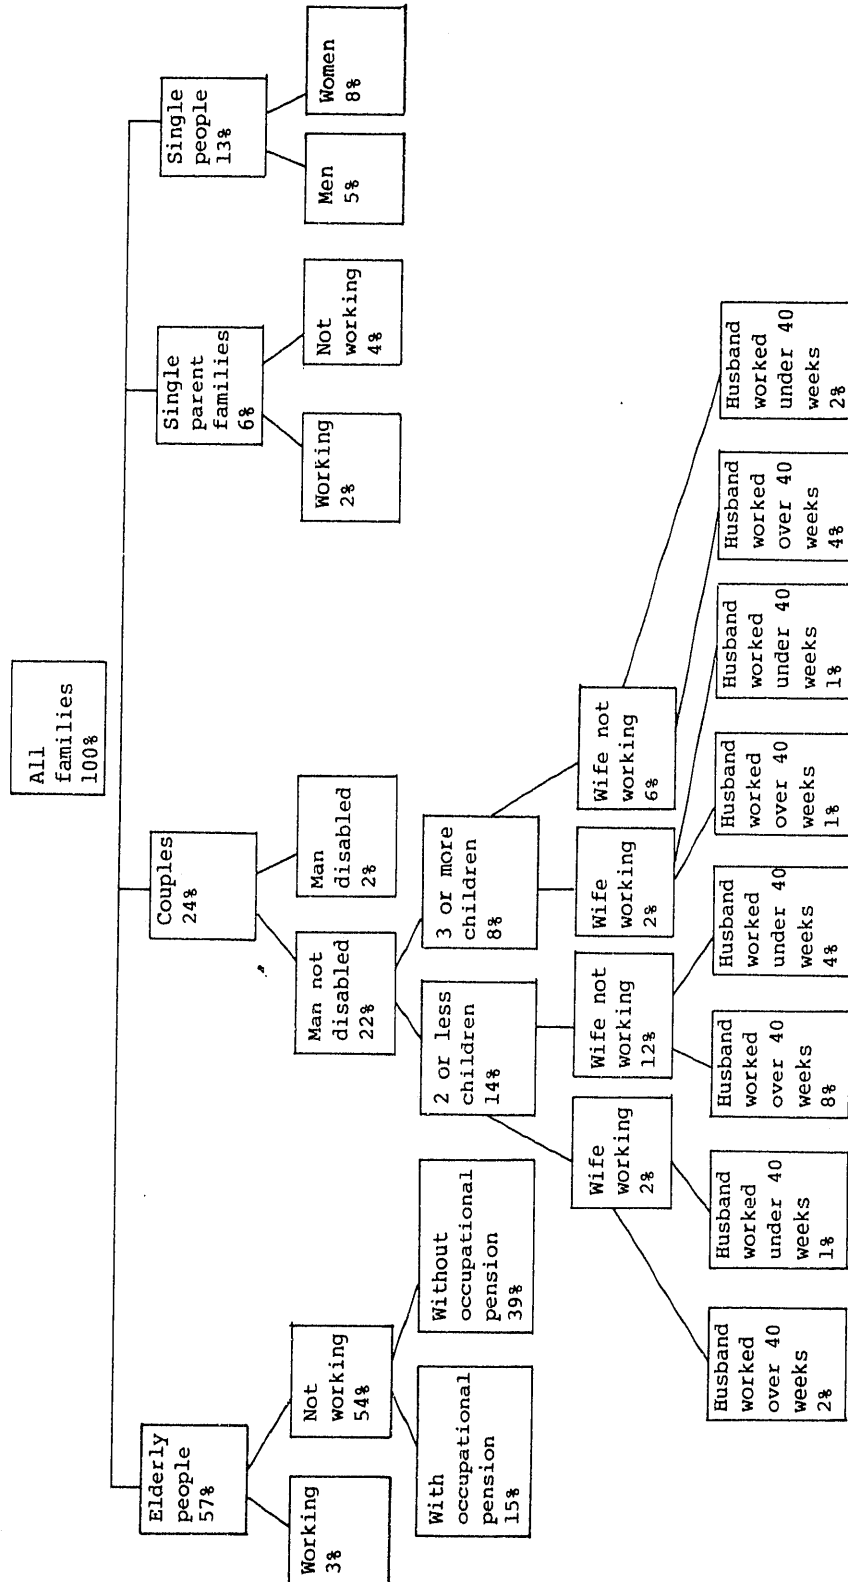 All
families
100%
Elderly
people
57%
Couples
24%
Single
parent
families
6%
Single
people
13%
Working
3%
Not
working
54%
Man not
disabled
22%
Man
disabled
2%
Working
2%
Not
working
4%
Men
5%
Women
8%
With
occupational
pension
15%
Without
occupational
pension
39%
2 or less
children
14%
3 or more
children
8%
Wife
working
2%
Wife not
working
12%
Wife
working
2%
Wife not
working
6%
Husband
worked
over 40
weeks
2%
Husband
worked
under 40
weeks
1%
Husband
worked
over 40
weeks
8%
Husband
worked
under 40
weeks
4%
Husband
worked
over 40
weeks
1%
Husband
worked
under 40
weeks
1%
Husband
worked
over 40
weeks
4%
Husband
worked
under 40
weeks
2%